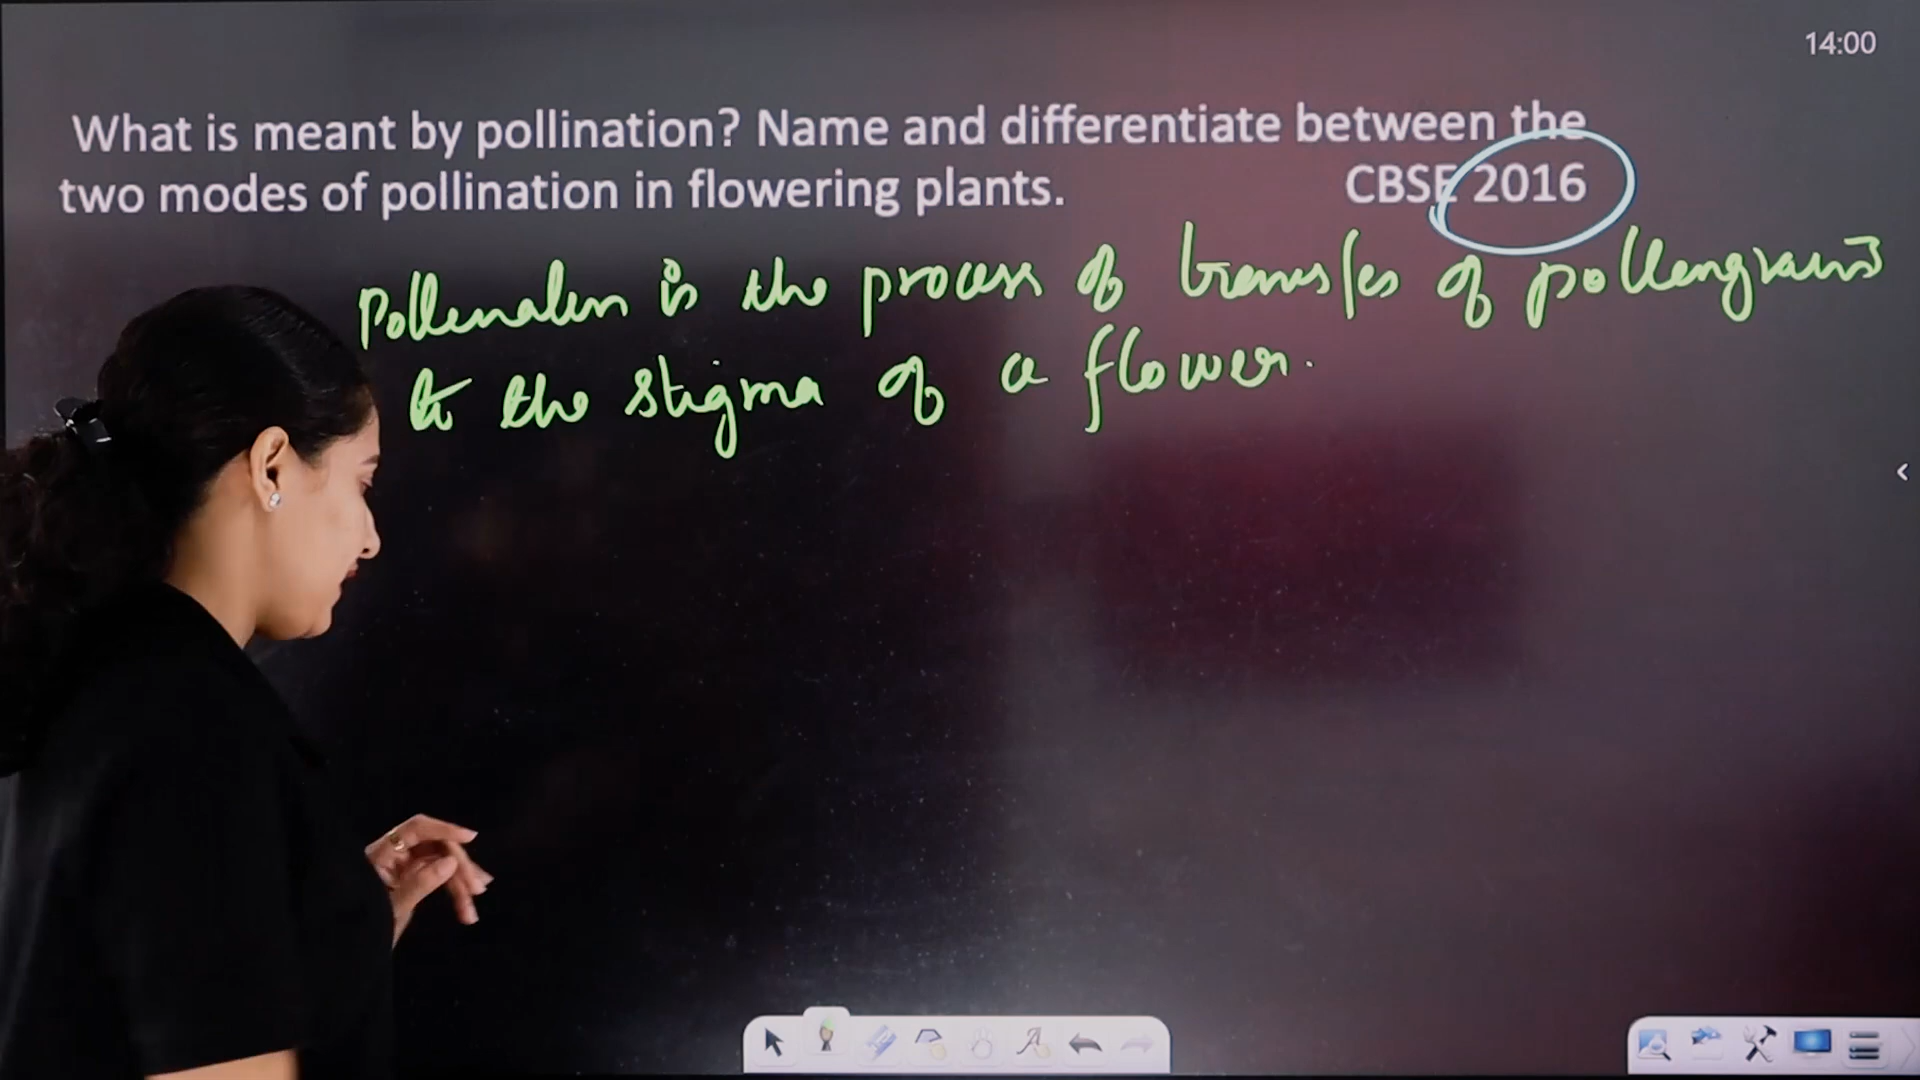 14:00
What is meant by pollination? Name and differentiate between the
two modes of pollination in flowering plants. CBSE 2016
Pollination is the process of transfer of pollengrains
to the stigma of a flower.